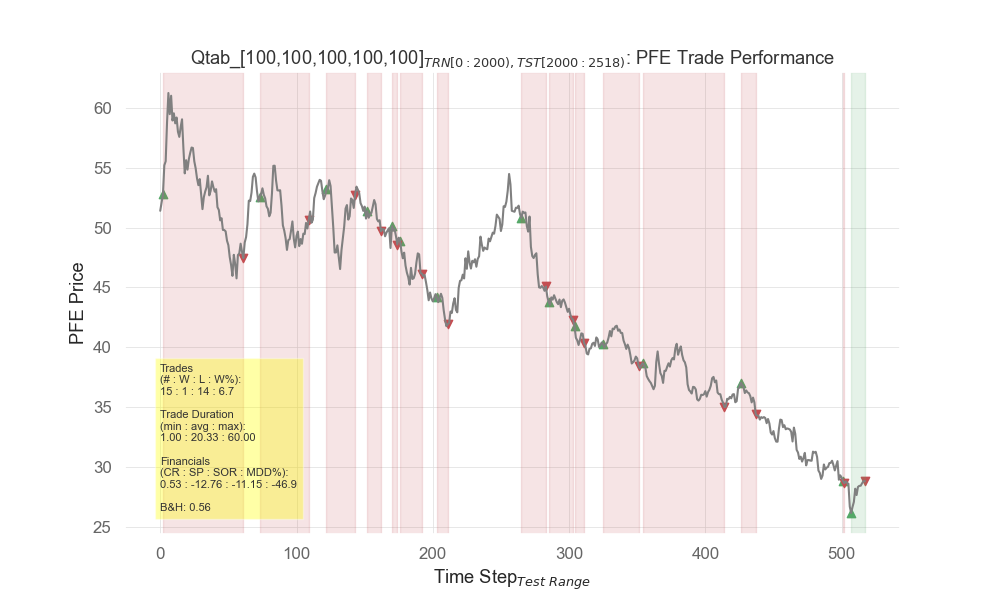 Qtab_[100,100,100,100,100]TRN[0 : 2000), TST[2000 : 2518): PFE Trade Performance
60
55
50
45
40
35
30
25
PFE Price
Trades
(# : W : L : W%):
15 : 1 : 14 : 6.7
Trade Duration
(min : avg : max):
1.00 : 20.33 : 60.00
Financials
(CR : SP : SOR : MDD%):
0.53 : -12.76 : -11.15 : -46.9
B&H: 0.56
0 100 200 300 400 500
Time StepTest Range